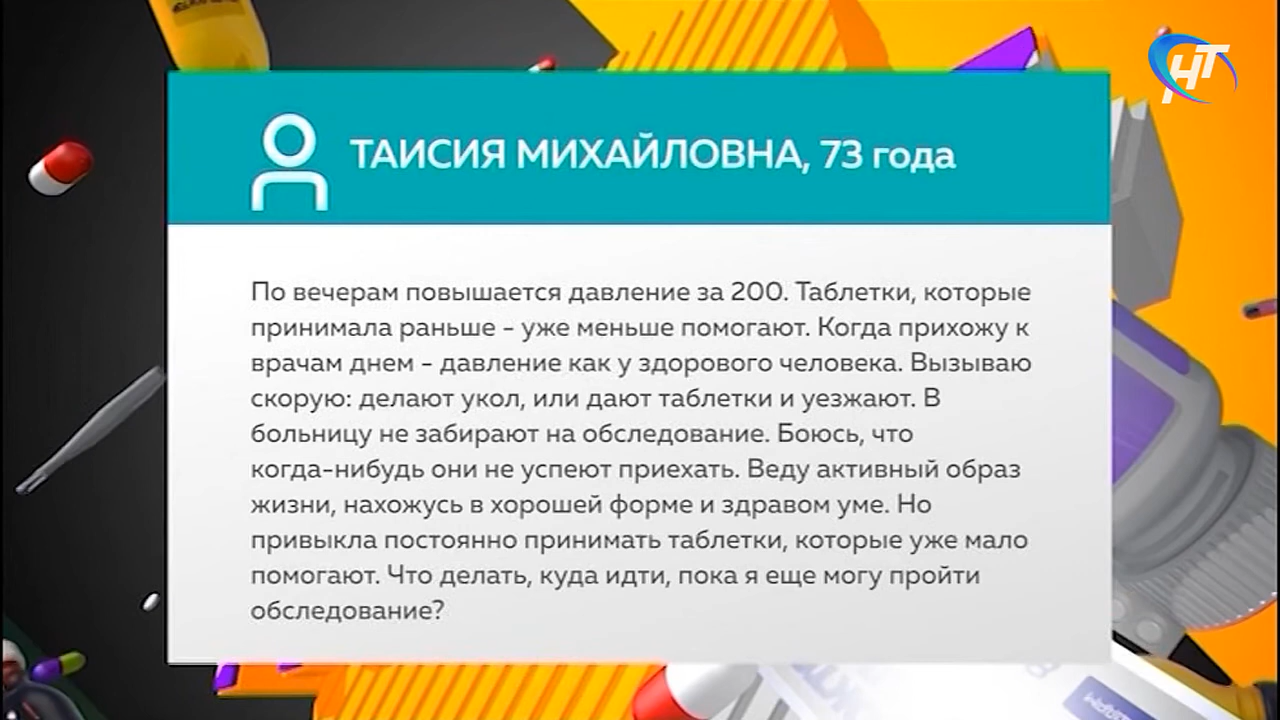 НТ
ТАИСИЯ МИХАЙЛОВНА, 73 года
По вечерам повышается давление за 200. Таблетки, которые
принимала раньше - уже меньше помогают. Когда прихожу к
врачам днем - давление как у здорового человека. Вызываю
скорую: делают укол, или дают таблетки и уезжают. В
больницу не забирают на обследование. Боюсь, что
когда-нибудь они не успеют приехать. Веду активный образ
жизни, нахожусь в хорошей форме и здравом уме. Но
привыкла постоянно принимать таблетки, которые уже мало
помогают. Что делать, куда идти, пока я еще могу пройти
обследование?